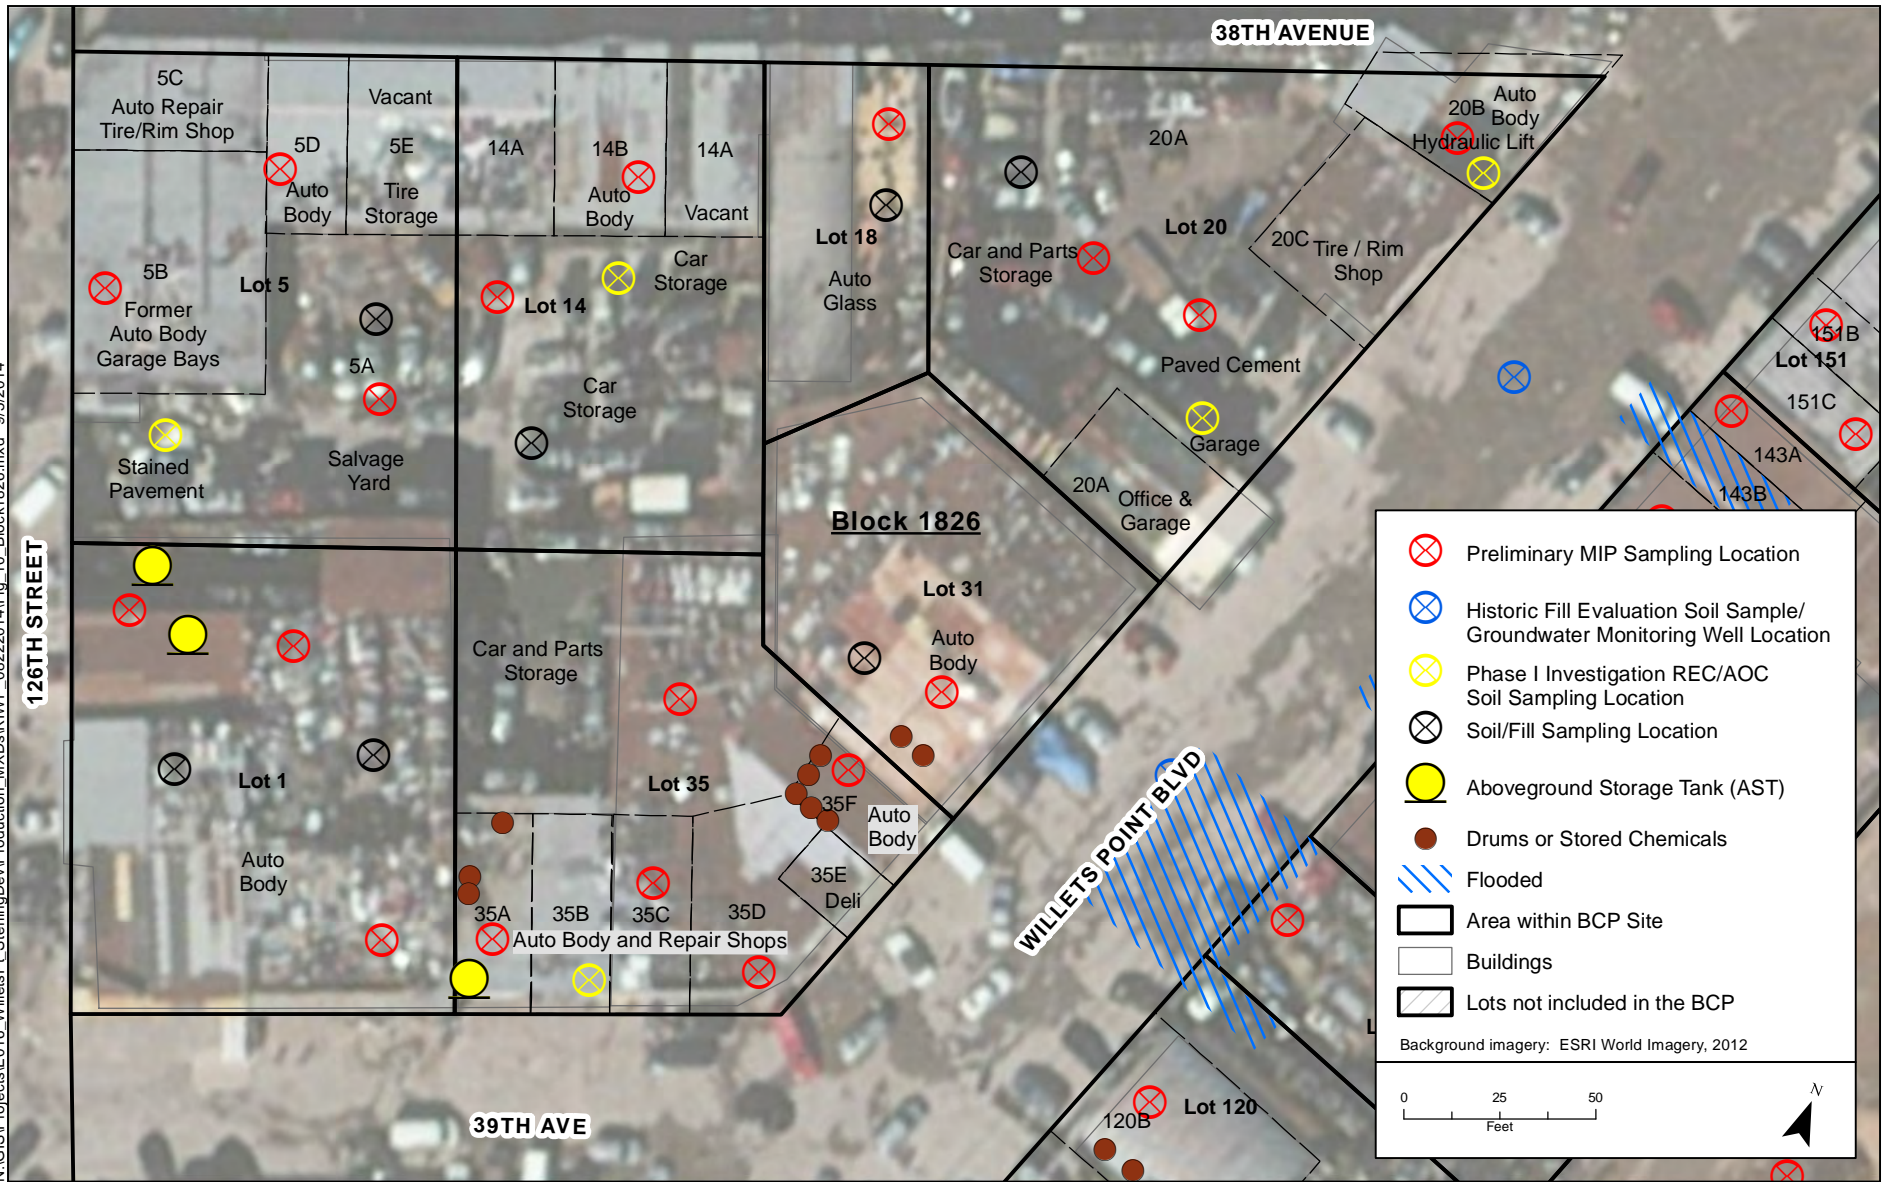 38TH AVENUE
5C
Auto Repair
Tire/Rim Shop
5D
Auto
Body
Vacant
5E
Tire
Storage
14A
14B
Auto
Body
14A
Vacant
20A
20B
Auto
Body
Hydraulic Lift
5B
Former
Auto Body
Garage Bays
Lot 5
5A
Lot 14
Car
Storage
Lot 18
Auto
Glass
Car and Parts
Storage
Lot 20
20C
Tire / Rim
Shop
151B
Lot 151
151C
Paved Cement
Car
Storage
Garage
Stained
Pavement
Salvage
Yard
20A
Office &
Garage
143A
143B
Block 1826
Lot 31
Auto
Body
126TH STREET
Car and Parts
Storage
Lot 1
Auto
Body
Lot 35
35F
Auto
Body
35E
Deli
35A
35B
35C
35D
Auto Body and Repair Shops
WILLETS POINT BLVD
39TH AVE
120B
Lot 120
L
Preliminary MIP Sampling Location
Historic Fill Evaluation Soil Sample/
Groundwater Monitoring Well Location
Phase I Investigation REC/AOC
Soil Sampling Location
Soil/Fill Sampling Location
Aboveground Storage Tank (AST)
Drums or Stored Chemicals
Flooded
Area within BCP Site
Buildings
Lots not included in the BCP
Background imagery: ESRI World Imagery, 2012
0 25 50
Feet
N